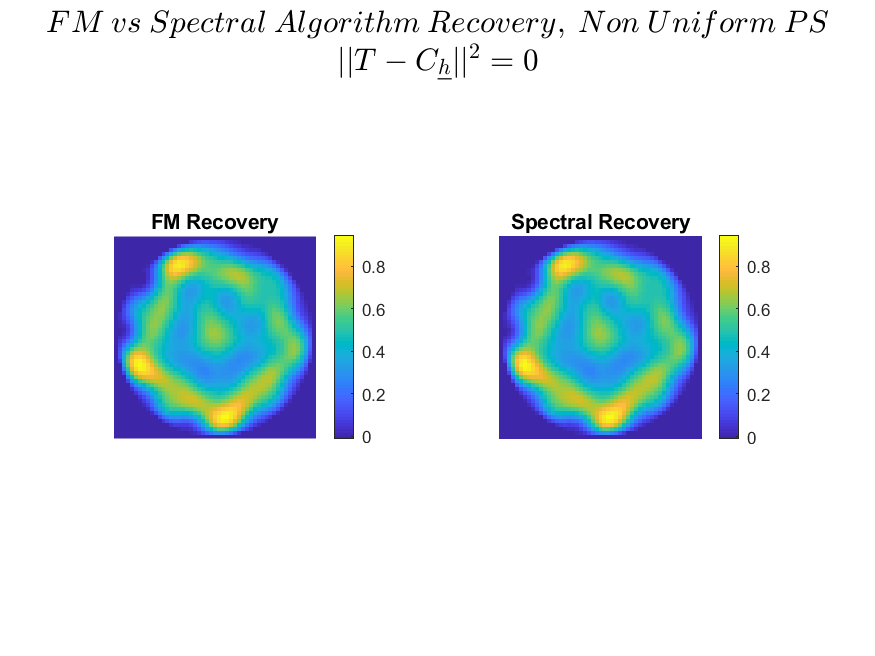 FM vs Spectral Algorithm Recovery, Non Uniform PS
||T − C_h||² = 0
FM Recovery
0.8
0.6
0.4
0.2
0
Spectral Recovery
0.8
0.6
0.4
0.2
0